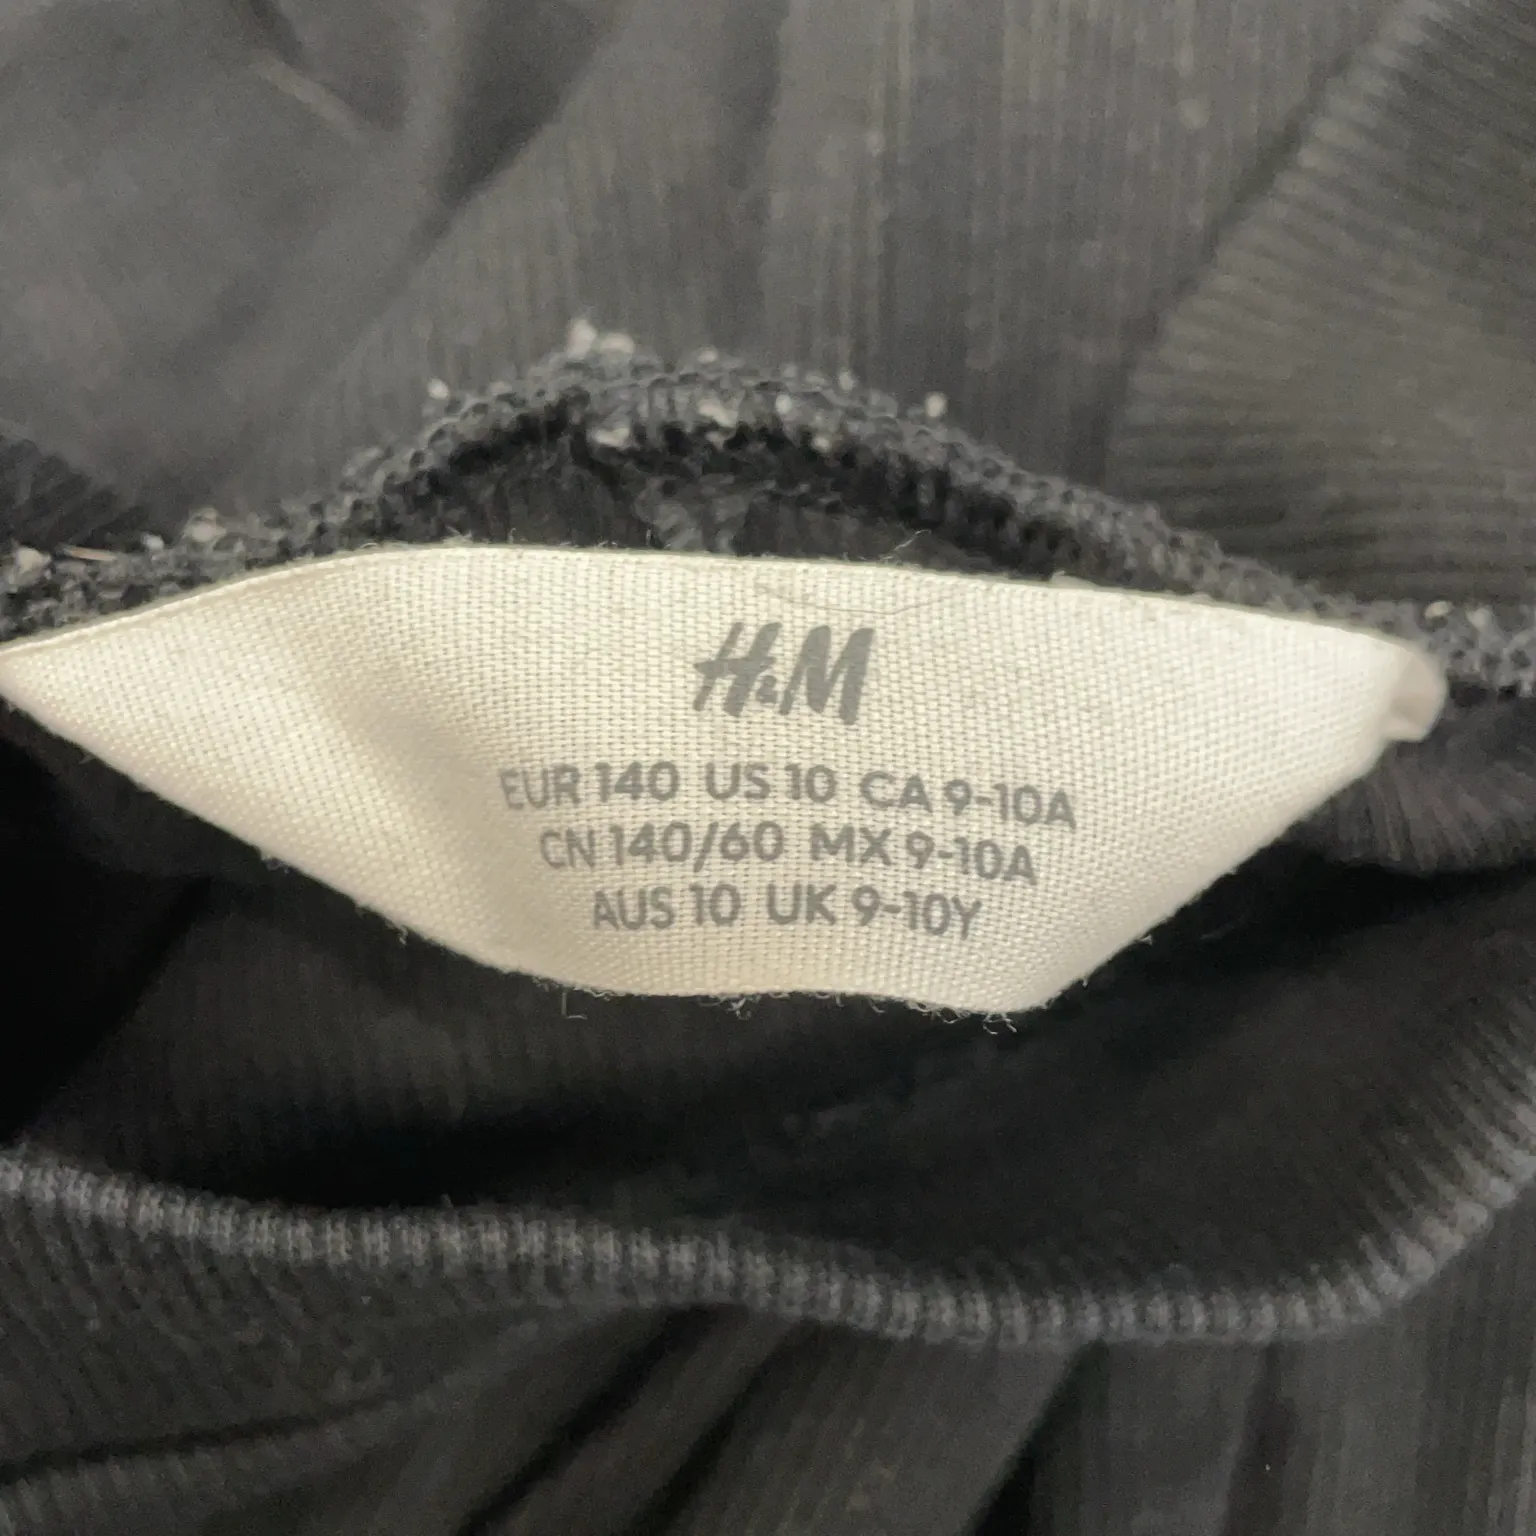 H&M
EUR 140 US 10 CA 9-10A
CN 140/60 MX 9-10A
AUS 10 UK 9-10Y